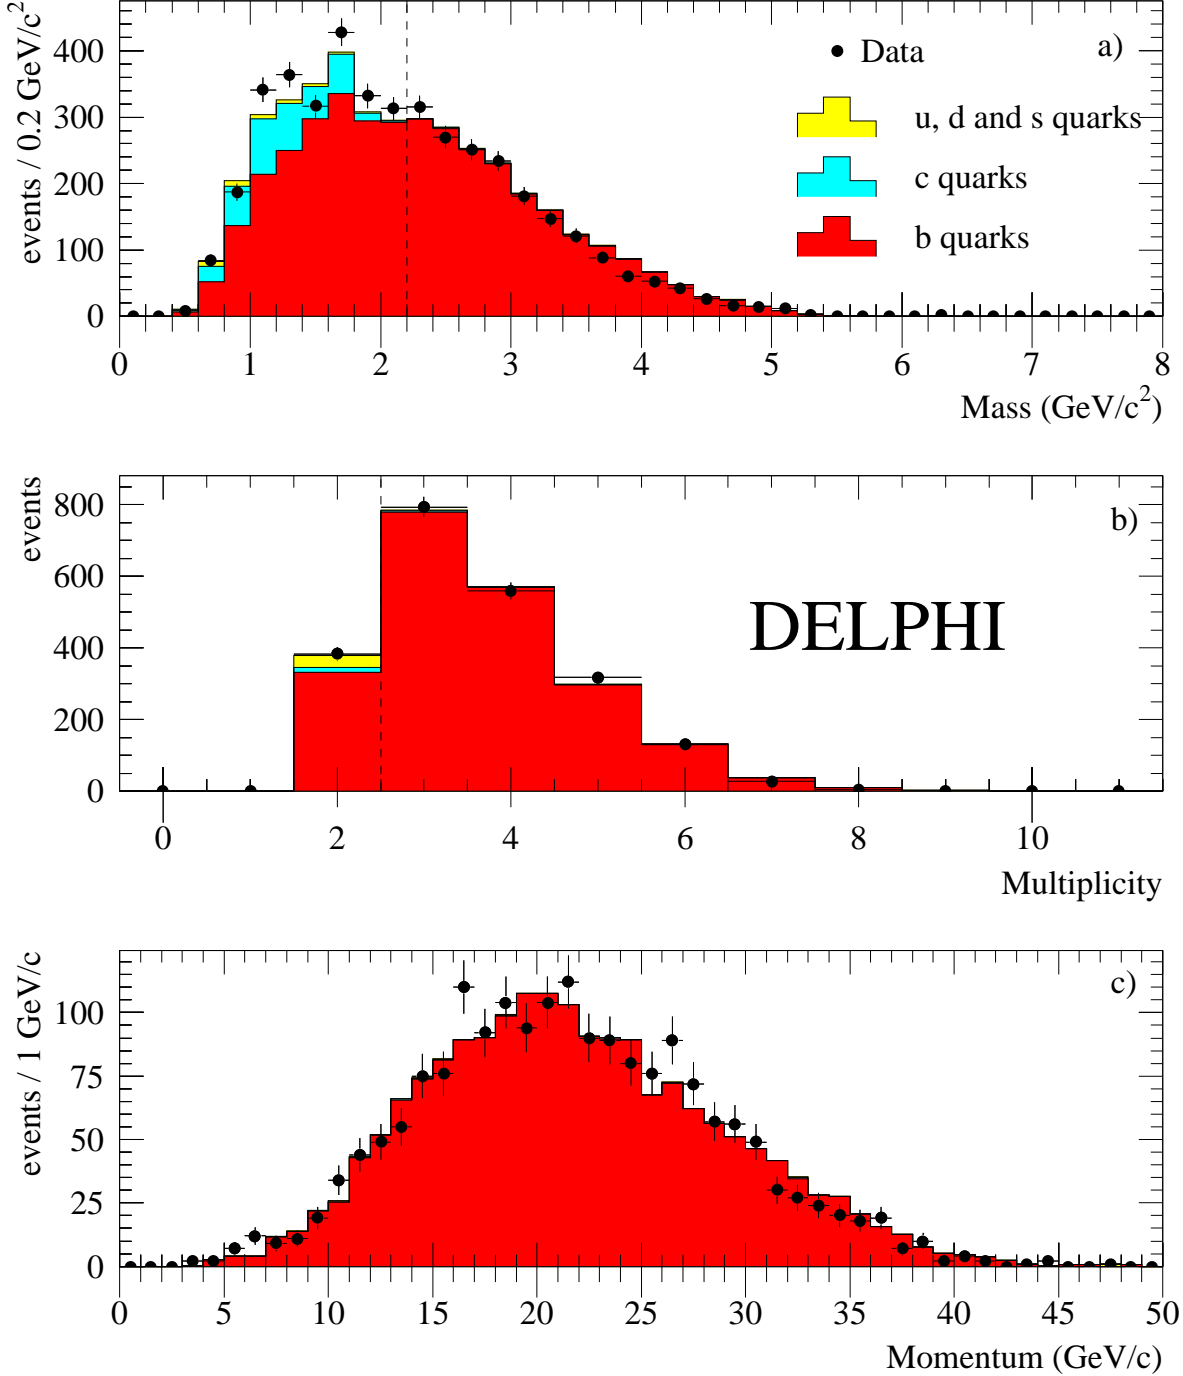 events / 0.2 GeV/c²
400
300
200
100
0
a)
Data
u, d and s quarks
c quarks
b quarks
0 1 2 3 4 5 6 7 8
Mass (GeV/c²)
events
800
600
400
200
0
b)
DELPHI
0 2 4 6 8 10
Multiplicity
events / 1 GeV/c
100
75
50
25
0
c)
0 5 10 15 20 25 30 35 40 45 50
Momentum (GeV/c)